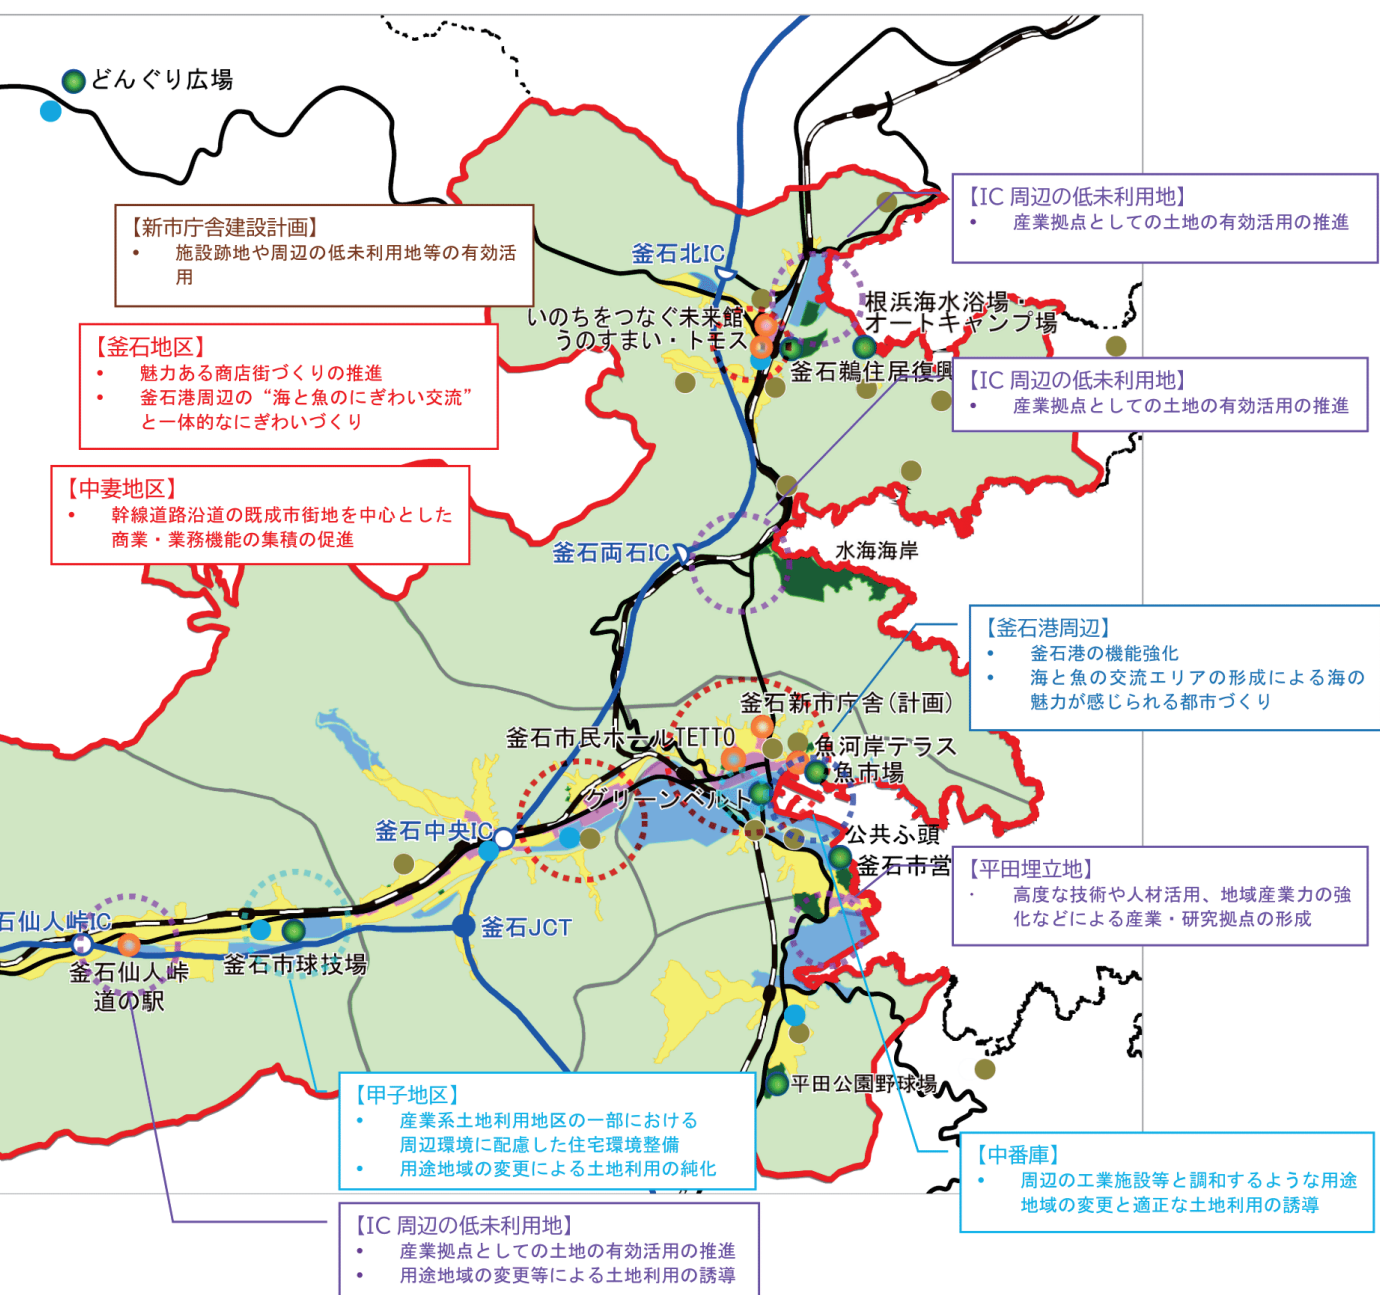 どんぐり広場
【新市庁舎建設計画】
• 施設跡地や周辺の低未利用地等の有効活
用
【釜石地区】
• 魅力ある商店街づくりの推進
• 釜石港周辺の“海と魚のにぎわい交流”
と一体的なにぎわいづくり
【中妻地区】
• 幹線道路沿道の既成市街地を中心とした
商業・業務機能の集積の促進
【IC 周辺の低未利用地】
• 産業拠点としての土地の有効活用の推進
釜石北IC
いのちをつなぐ未来館
うのすまい・トモス
根浜海水浴場・
オートキャンプ場
釜石鵜住居復興
【IC 周辺の低未利用地】
• 産業拠点としての土地の有効活用の推進
釜石両石IC
水海海岸
【釜石港周辺】
• 釜石港の機能強化
• 海と魚の交流エリアの形成による海の
魅力が感じられる都市づくり
釜石新市庁舎(計画)
釜石市民ホールTETTO
魚河岸テラス
魚市場
グリーンベルト
釜石中央IC
公共ふ頭
釜石市営
【平田埋立地】
・ 高度な技術や人材活用、地域産業力の強
化などによる産業・研究拠点の形成
石仙人峠IC
釜石JCT
釜石仙人峠
道の駅
釜石市球技場
平田公園野球場
【甲子地区】
• 産業系土地利用地区の一部における
周辺環境に配慮した住宅環境整備
• 用途地域の変更による土地利用の純化
【中番庫】
• 周辺の工業施設等と調和するような用途
地域の変更と適正な土地利用の誘導
【IC 周辺の低未利用地】
• 産業拠点としての土地の有効活用の推進
• 用途地域の変更等による土地利用の誘導